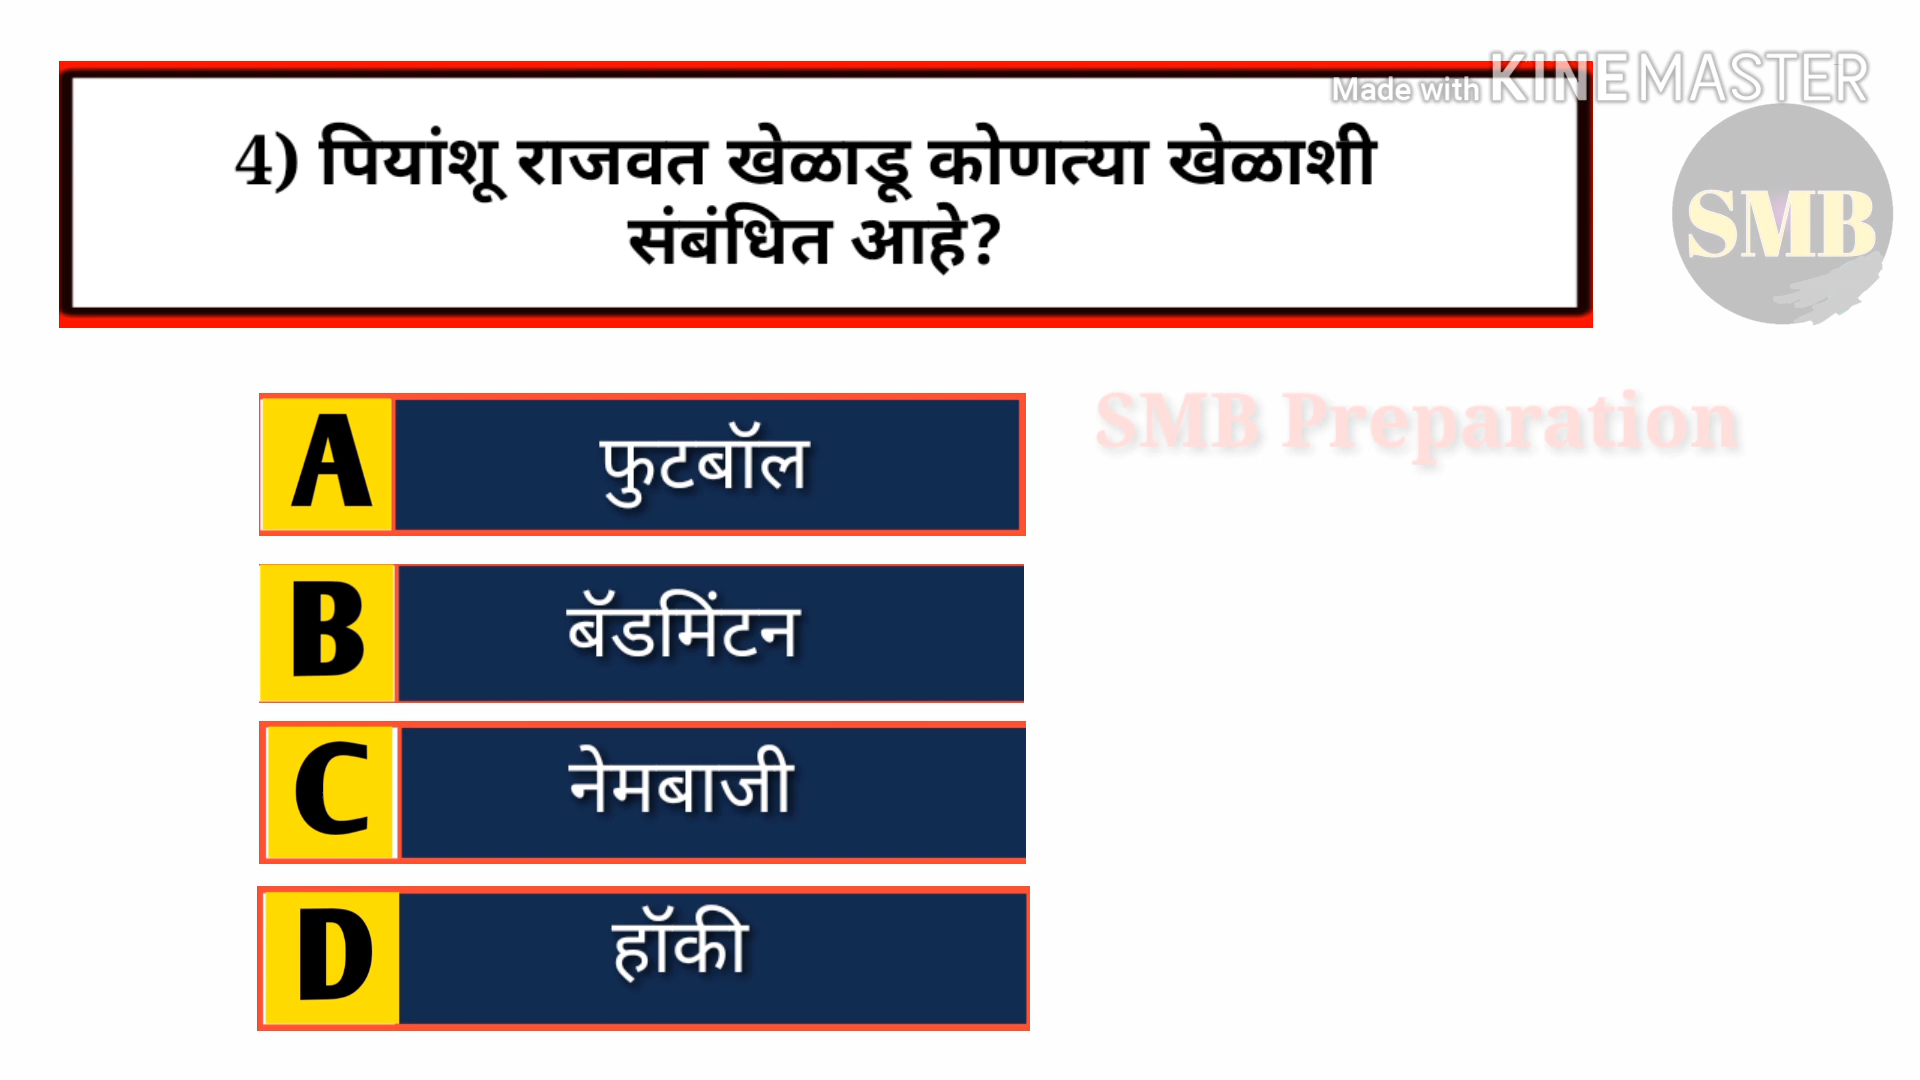 Made with KINEMASTER
4) पियांशू राजवत खेळाडू कोणत्या खेळाशी
संबंधित आहे?
SMB
A फुटबॉल
SMB Preparation
B बॅडमिंटन
C नेमबाजी
D हॉकी